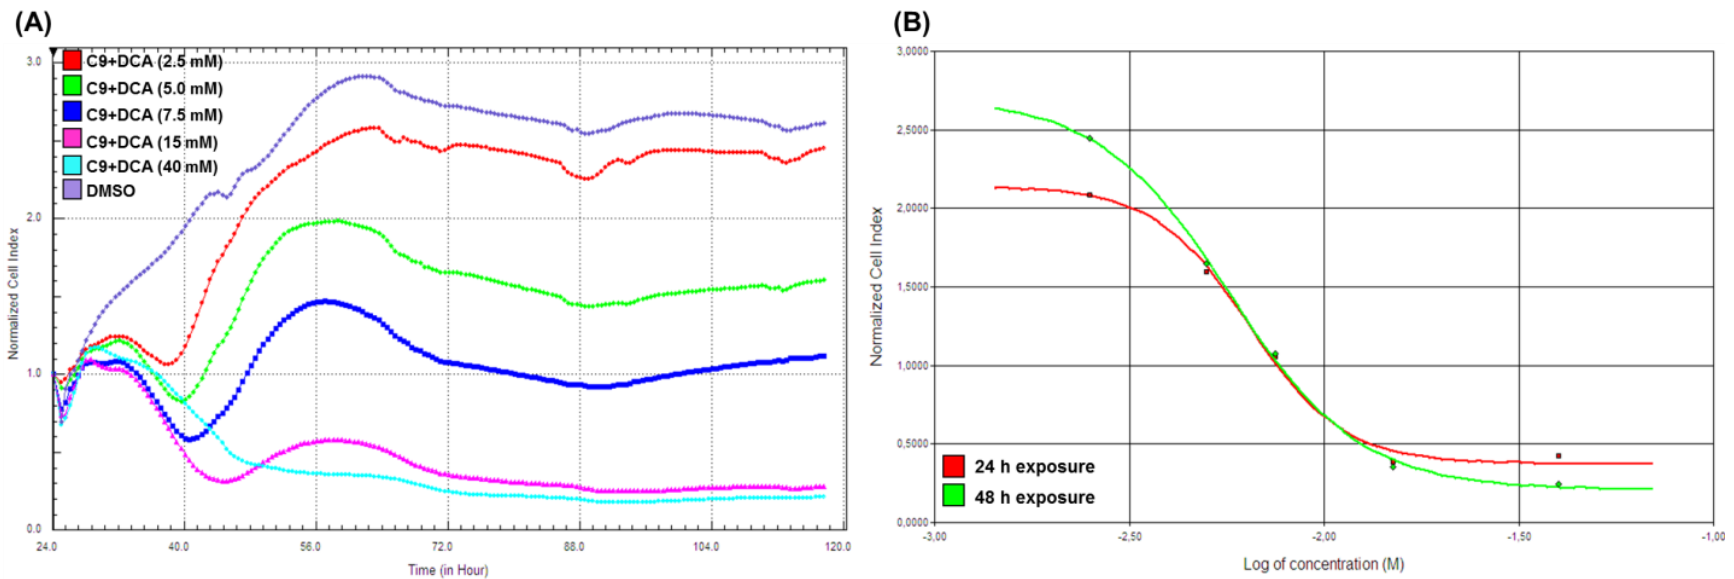 (A)
3.0
2.0
1.0
0.0
Normalized Cell Index
C9+DCA (2.5 mM)
C9+DCA (5.0 mM)
C9+DCA (7.5 mM)
C9+DCA (15 mM)
C9+DCA (40 mM)
DMSO
24.0 40.0 56.0 72.0 88.0 104.0 120.0
Time (in Hour)
(B)
3,0000
2,5000
2,0000
1,5000
1,0000
0,5000
0,0000
Normalized Cell Index
24 h exposure
48 h exposure
-3,00 -2,50 -2,00 -1,50 -1,00
Log of concentration (M)